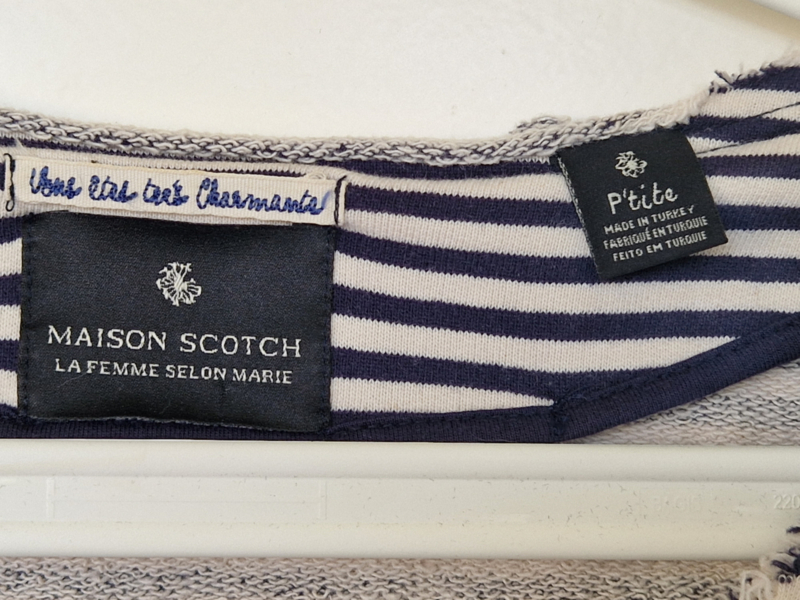 Vous êtes très Charmante
MAISON SCOTCH
LA FEMME SELON MARIE
P'tite
MADE IN TURKEY
FABRIQUÉ EN TURQUIE
FEITO EM TURQUIE
220